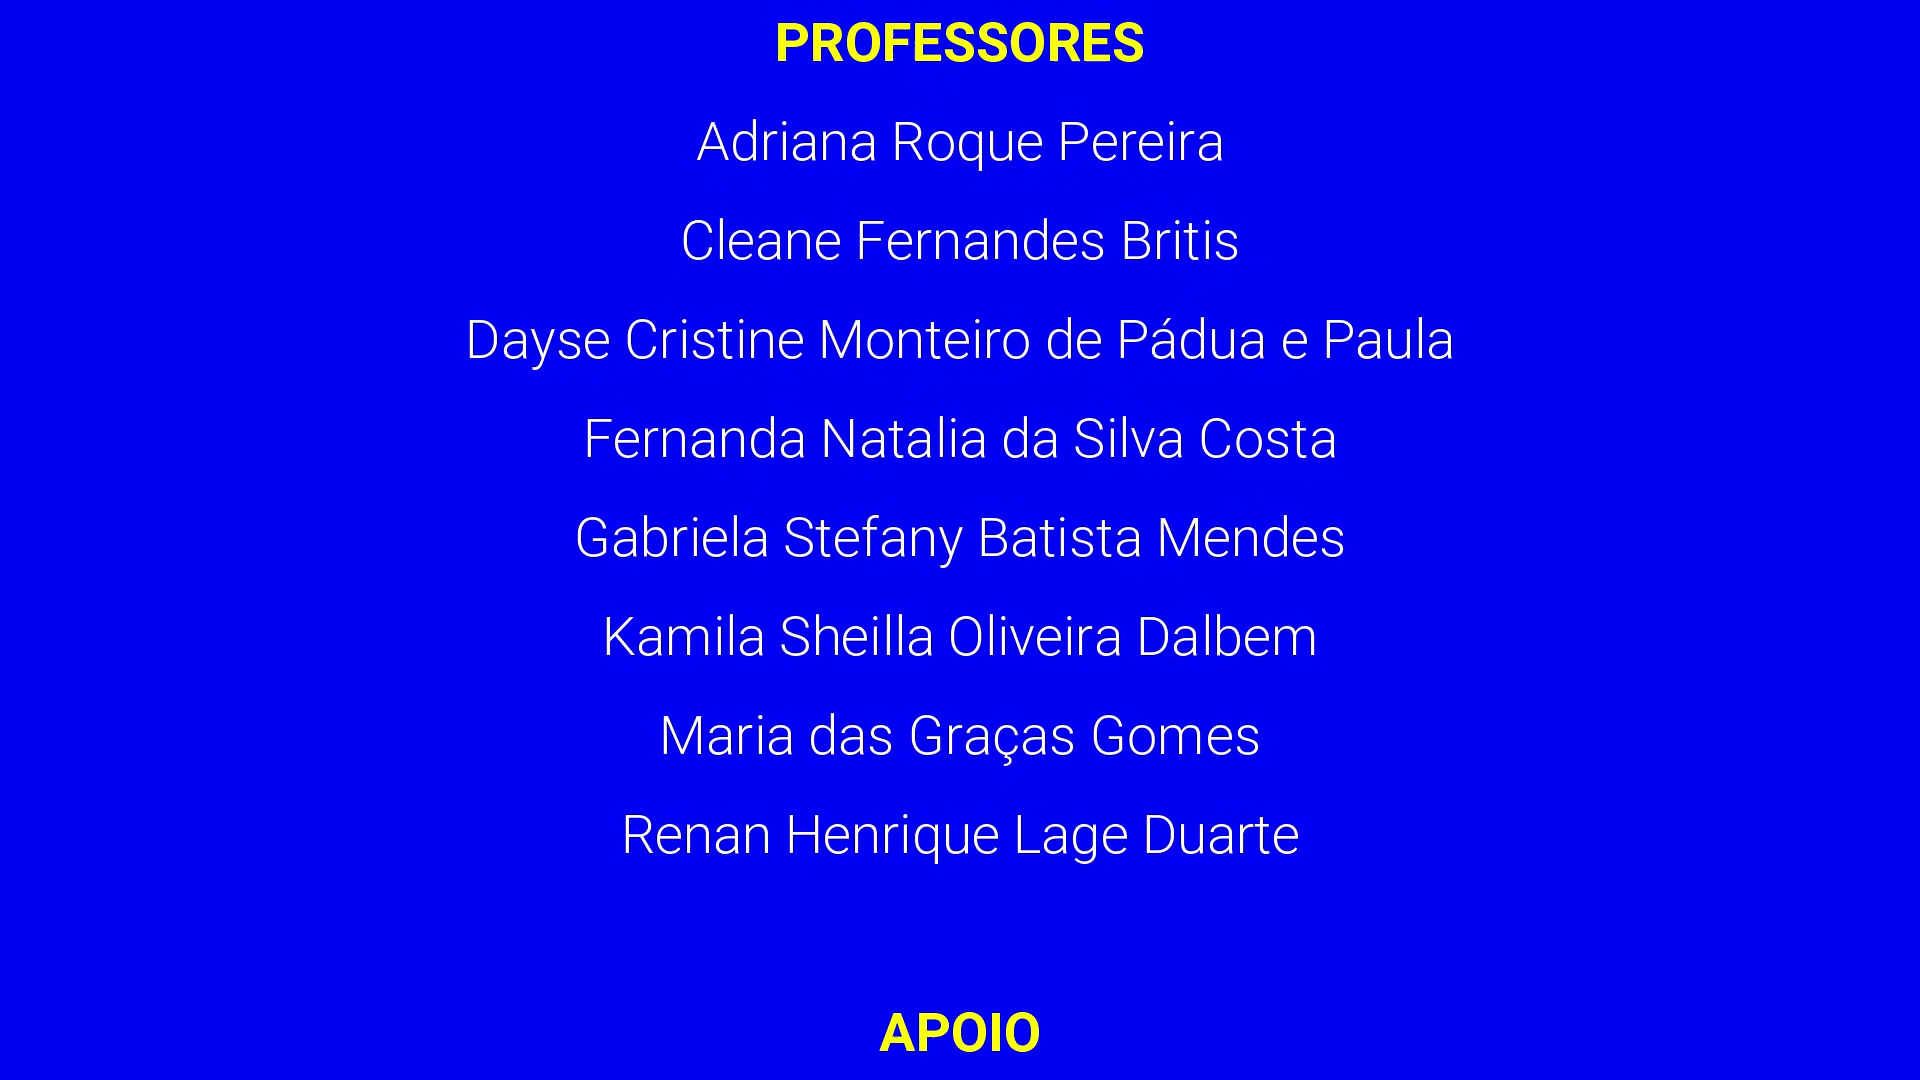 PROFESSORES
Adriana Roque Pereira
Cleane Fernandes Britis
Dayse Cristine Monteiro de Pádua e Paula
Fernanda Natalia da Silva Costa
Gabriela Stefany Batista Mendes
Kamila Sheilla Oliveira Dalbem
Maria das Graças Gomes
Renan Henrique Lage Duarte
APOIO